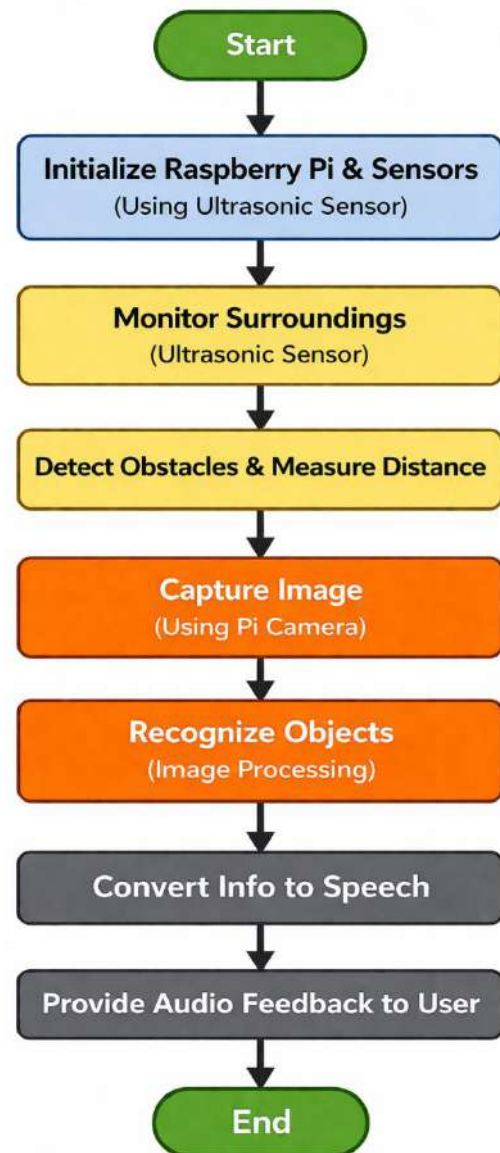 Start
Initialize Raspberry Pi & Sensors
(Using Ultrasonic Sensor)
Monitor Surroundings
(Ultrasonic Sensor)
Detect Obstacles & Measure Distance
Capture Image
(Using Pi Camera)
Recognize Objects
(Image Processing)
Convert Info to Speech
Provide Audio Feedback to User
End